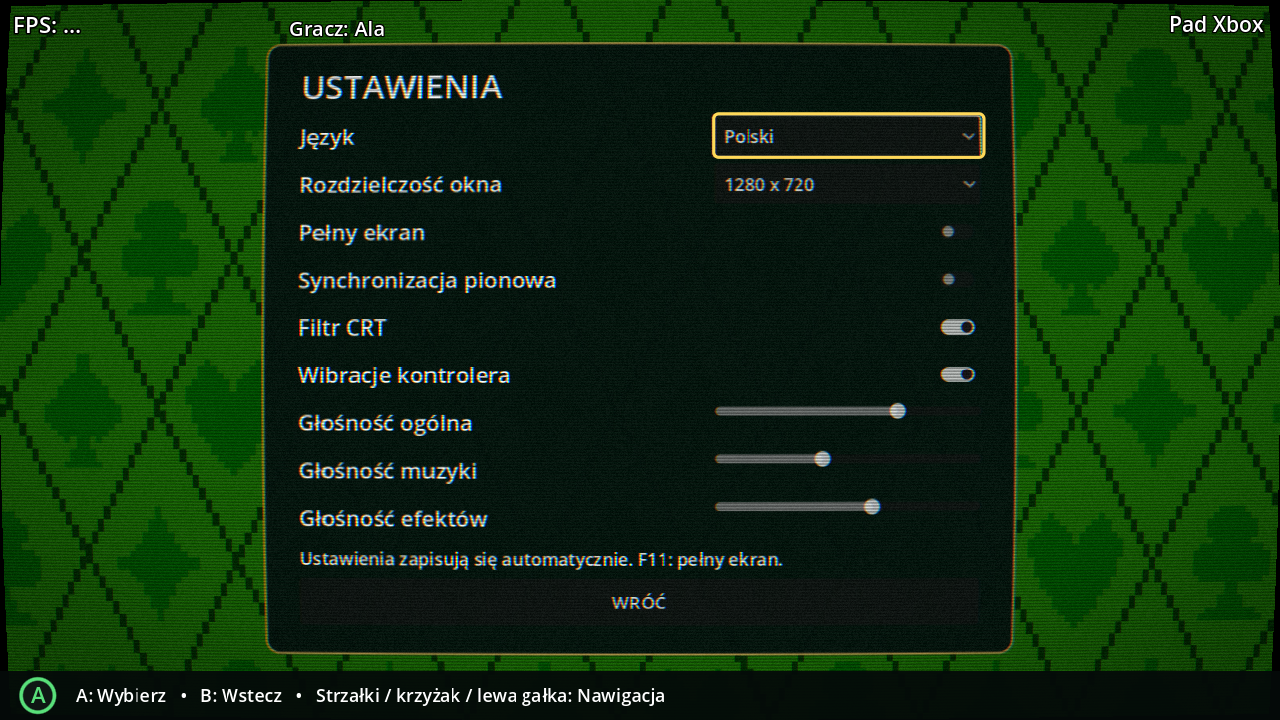 FPS: ...
Gracz: Ala
Pad Xbox
USTAWIENIA
Język
Polski
Rozdzielczość okna
1280 x 720
Pełny ekran
Synchronizacja pionowa
Filtr CRT
Wibracje kontrolera
Głośność ogólna
Głośność muzyki
Głośność efektów
Ustawienia zapisują się automatycznie. F11: pełny ekran.
WRÓĆ
A A: Wybierz • B: Wstecz • Strzałki / krzyżak / lewa gałka: Nawigacja